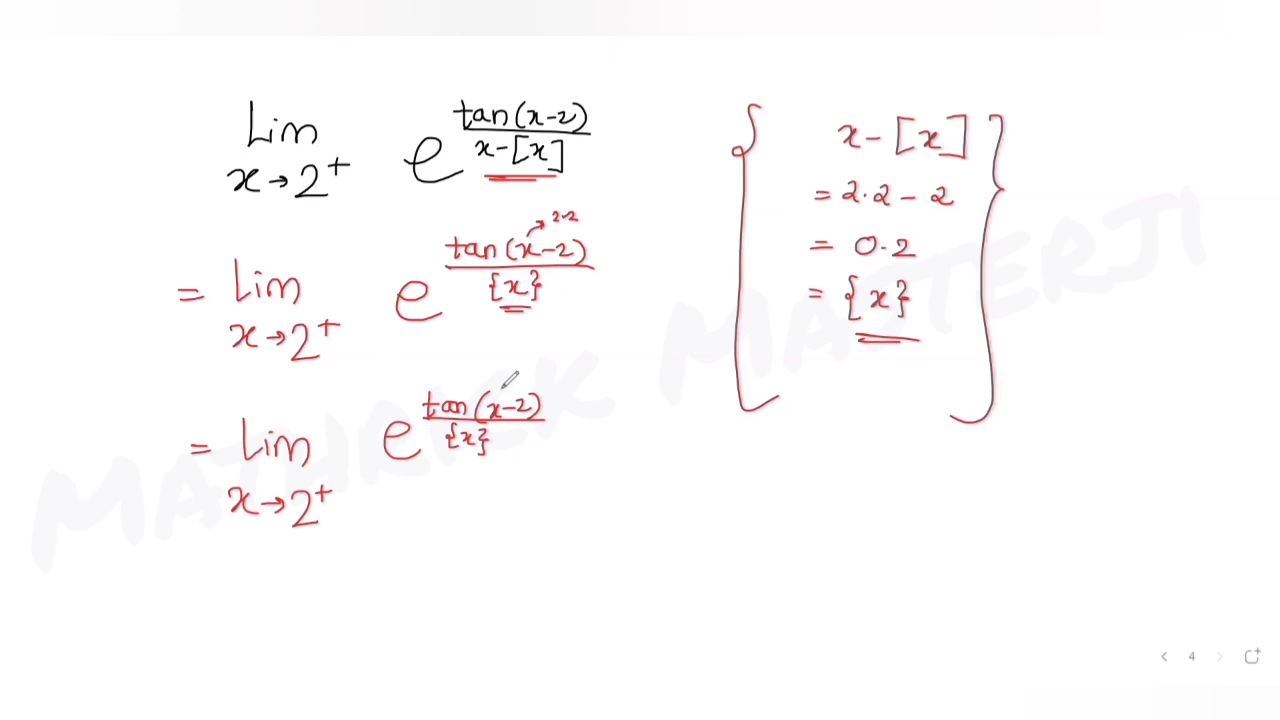 Lim x→2⁺ e^(tan(x-2)/(x-[x]))
= Lim x→2⁺ e^(tan(x-2)/{x})
2.2
= Lim x→2⁺ e^(tan(x-2)/{x})
x-[x]
= 2.2 - 2
= 0.2
= {x}
MATHRIEK MASTERJI
4